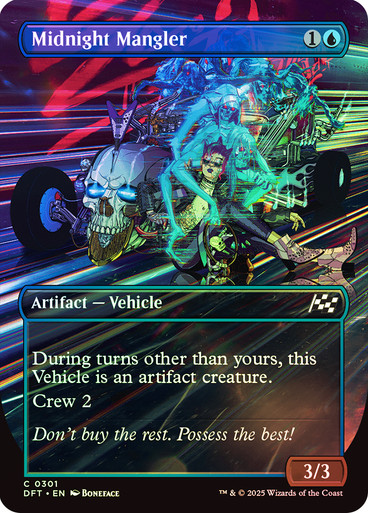 Midnight Mangler 1
Artifact — Vehicle
During turns other than yours, this
Vehicle is an artifact creature.
Crew 2
Don't buy the rest. Possess the best!
3/3
C 0301
DFT • EN Boneface
™ & © 2025 Wizards of the Coast